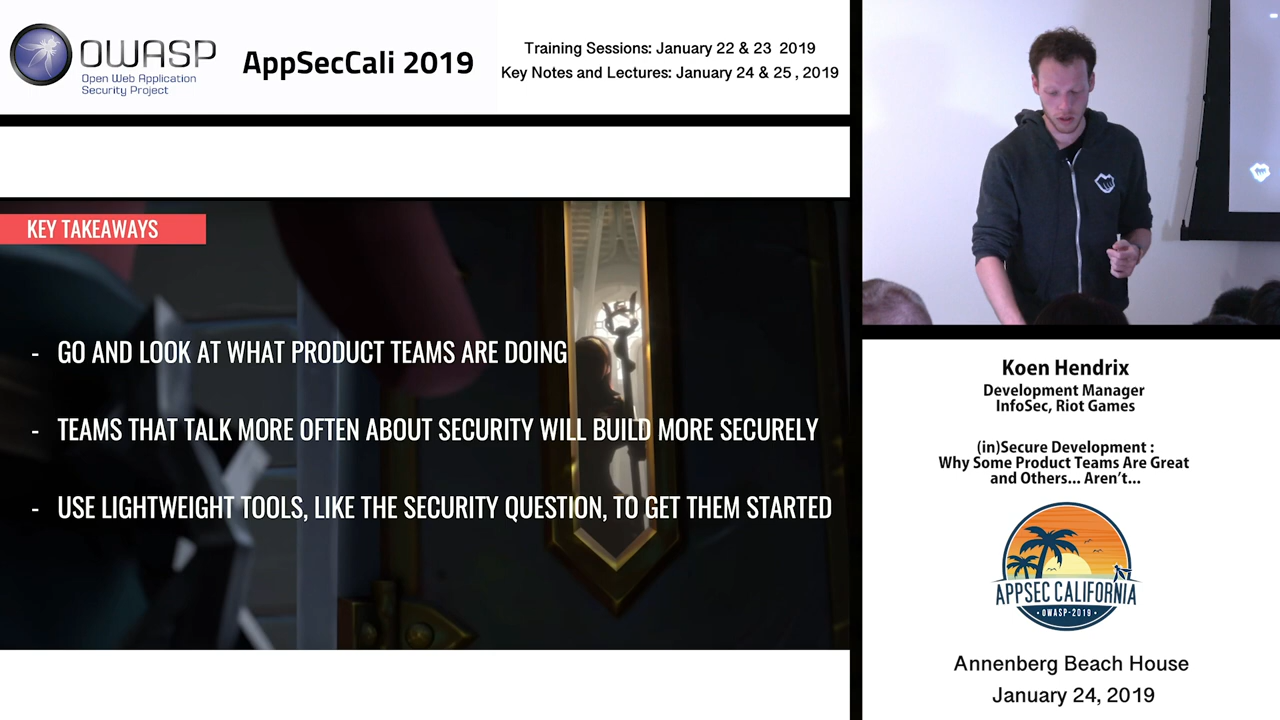 OWASP
Open Web Application
Security Project
AppSecCali 2019
Training Sessions: January 22 & 23 2019
Key Notes and Lectures: January 24 & 25 , 2019
KEY TAKEAWAYS
- GO AND LOOK AT WHAT PRODUCT TEAMS ARE DOING
- TEAMS THAT TALK MORE OFTEN ABOUT SECURITY WILL BUILD MORE SECURELY
- USE LIGHTWEIGHT TOOLS, LIKE THE SECURITY QUESTION, TO GET THEM STARTED
Koen Hendrix
Development Manager
InfoSec, Riot Games
(in)Secure Development :
Why Some Product Teams Are Great
and Others... Aren't...
APPSEC CALIFORNIA
• OWASP-2019 •
Annenberg Beach House
January 24, 2019